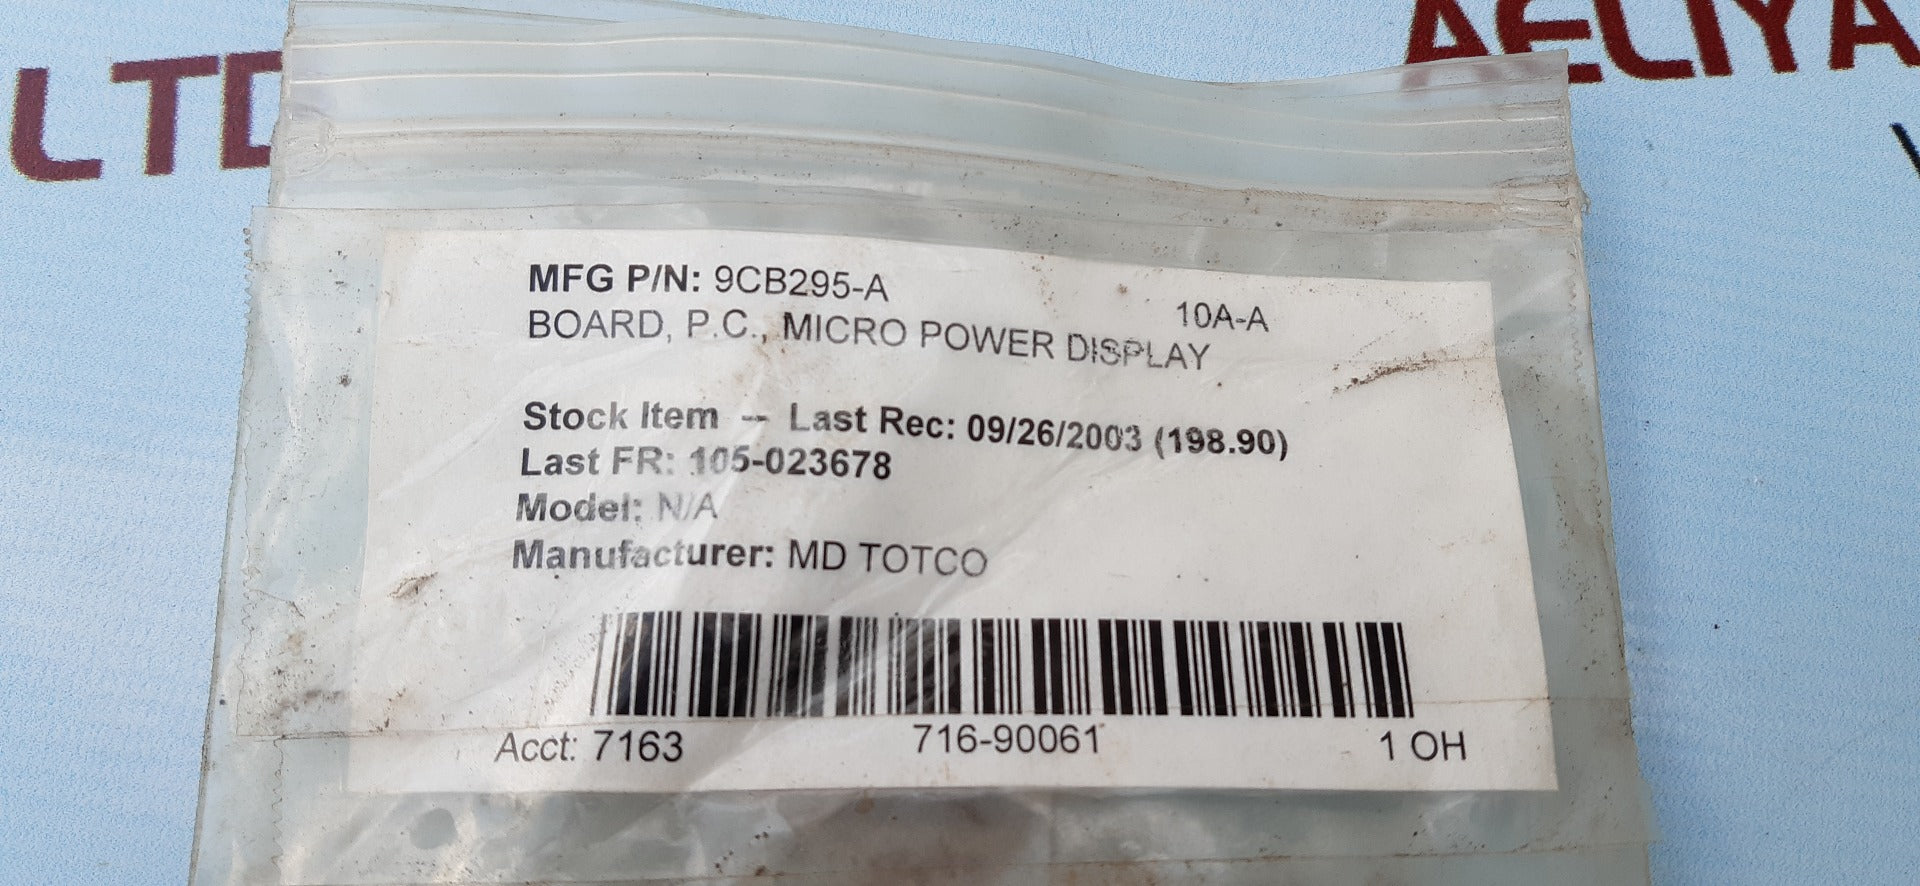 LTD
AELIYA
MFG P/N: 9CB295-A
10A-A
BOARD, P.C., MICRO POWER DISPLAY
Stock Item -- Last Rec: 09/26/2003 (198.90)
Last FR: 105-023678
Model: N/A
Manufacturer: MD TOTCO
Acct: 7163 716-90061 1 OH